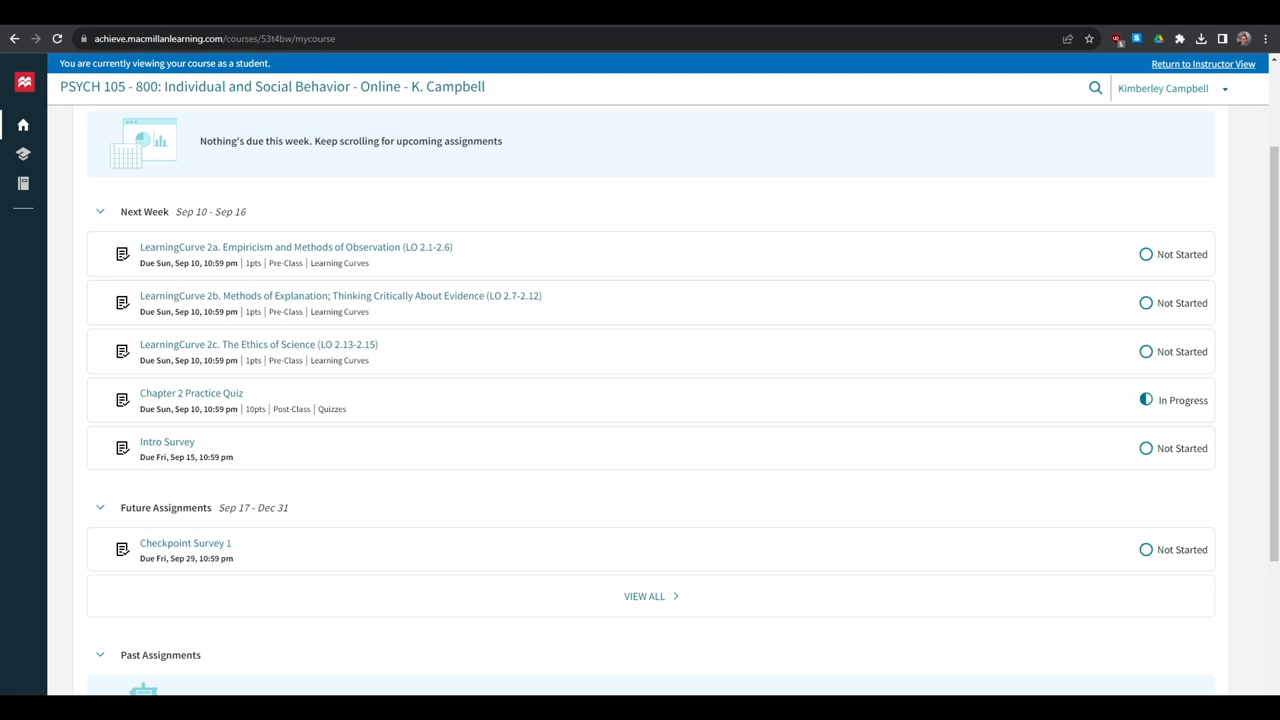 achieve.macmillanlearning.com/courses/53t4bw/mycourse
You are currently viewing your course as a student.
Return to Instructor View
PSYCH 105 - 800: Individual and Social Behavior - Online - K. Campbell
Kimberley Campbell
Nothing's due this week. Keep scrolling for upcoming assignments
Next Week Sep 10 - Sep 16
LearningCurve 2a. Empiricism and Methods of Observation (LO 2.1-2.6)
Due Sun, Sep 10, 10:59 pm | 1pts | Pre-Class | Learning Curves
Not Started
LearningCurve 2b. Methods of Explanation; Thinking Critically About Evidence (LO 2.7-2.12)
Due Sun, Sep 10, 10:59 pm | 1pts | Pre-Class | Learning Curves
Not Started
LearningCurve 2c. The Ethics of Science (LO 2.13-2.15)
Due Sun, Sep 10, 10:59 pm | 1pts | Pre-Class | Learning Curves
Not Started
Chapter 2 Practice Quiz
Due Sun, Sep 10, 10:59 pm | 10pts | Post-Class | Quizzes
In Progress
Intro Survey
Due Fri, Sep 15, 10:59 pm
Not Started
Future Assignments Sep 17 - Dec 31
Checkpoint Survey 1
Due Fri, Sep 29, 10:59 pm
Not Started
VIEW ALL
Past Assignments